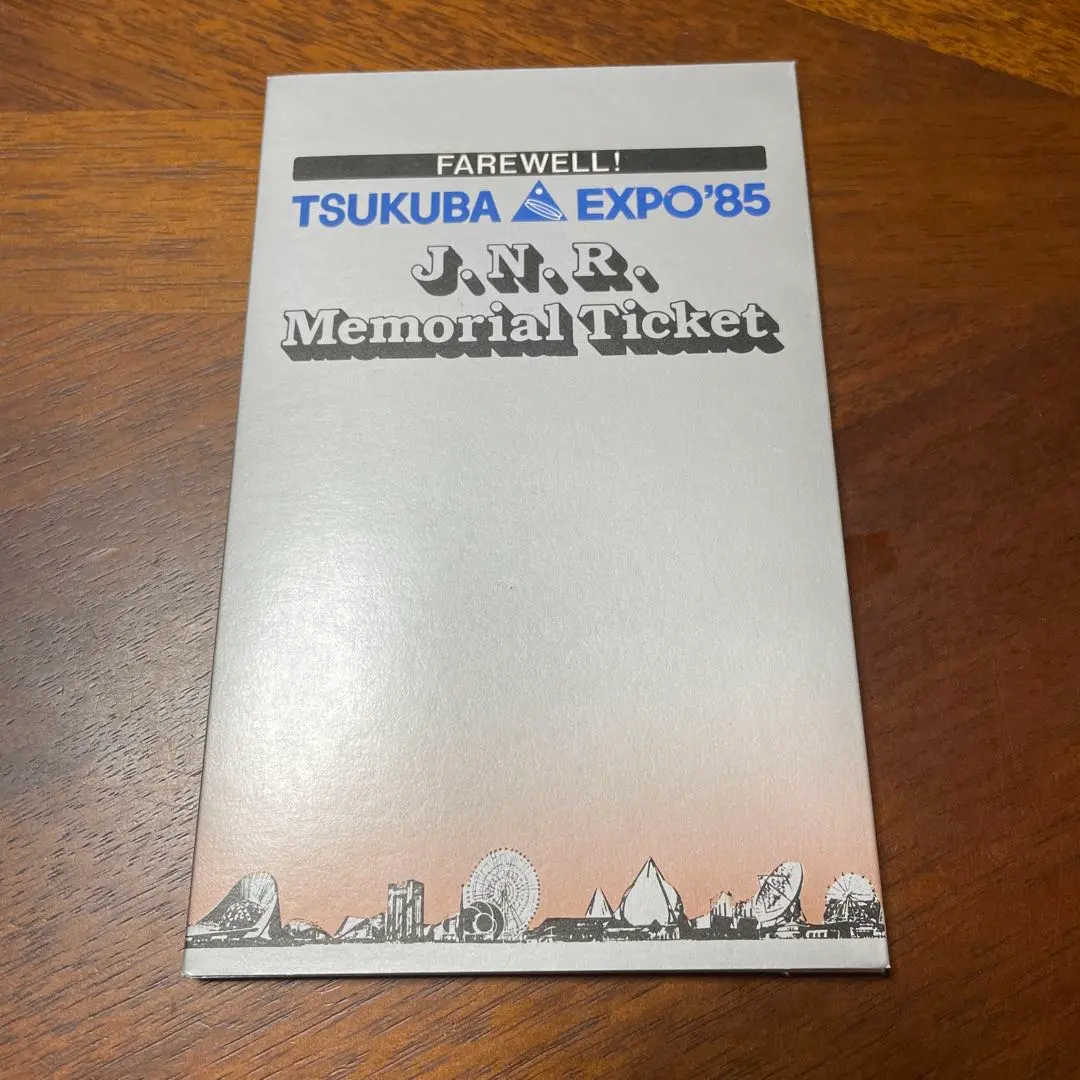 FAREWELL!
TSUKUBA EXPO'85
J.N.R.
Memorial Ticket